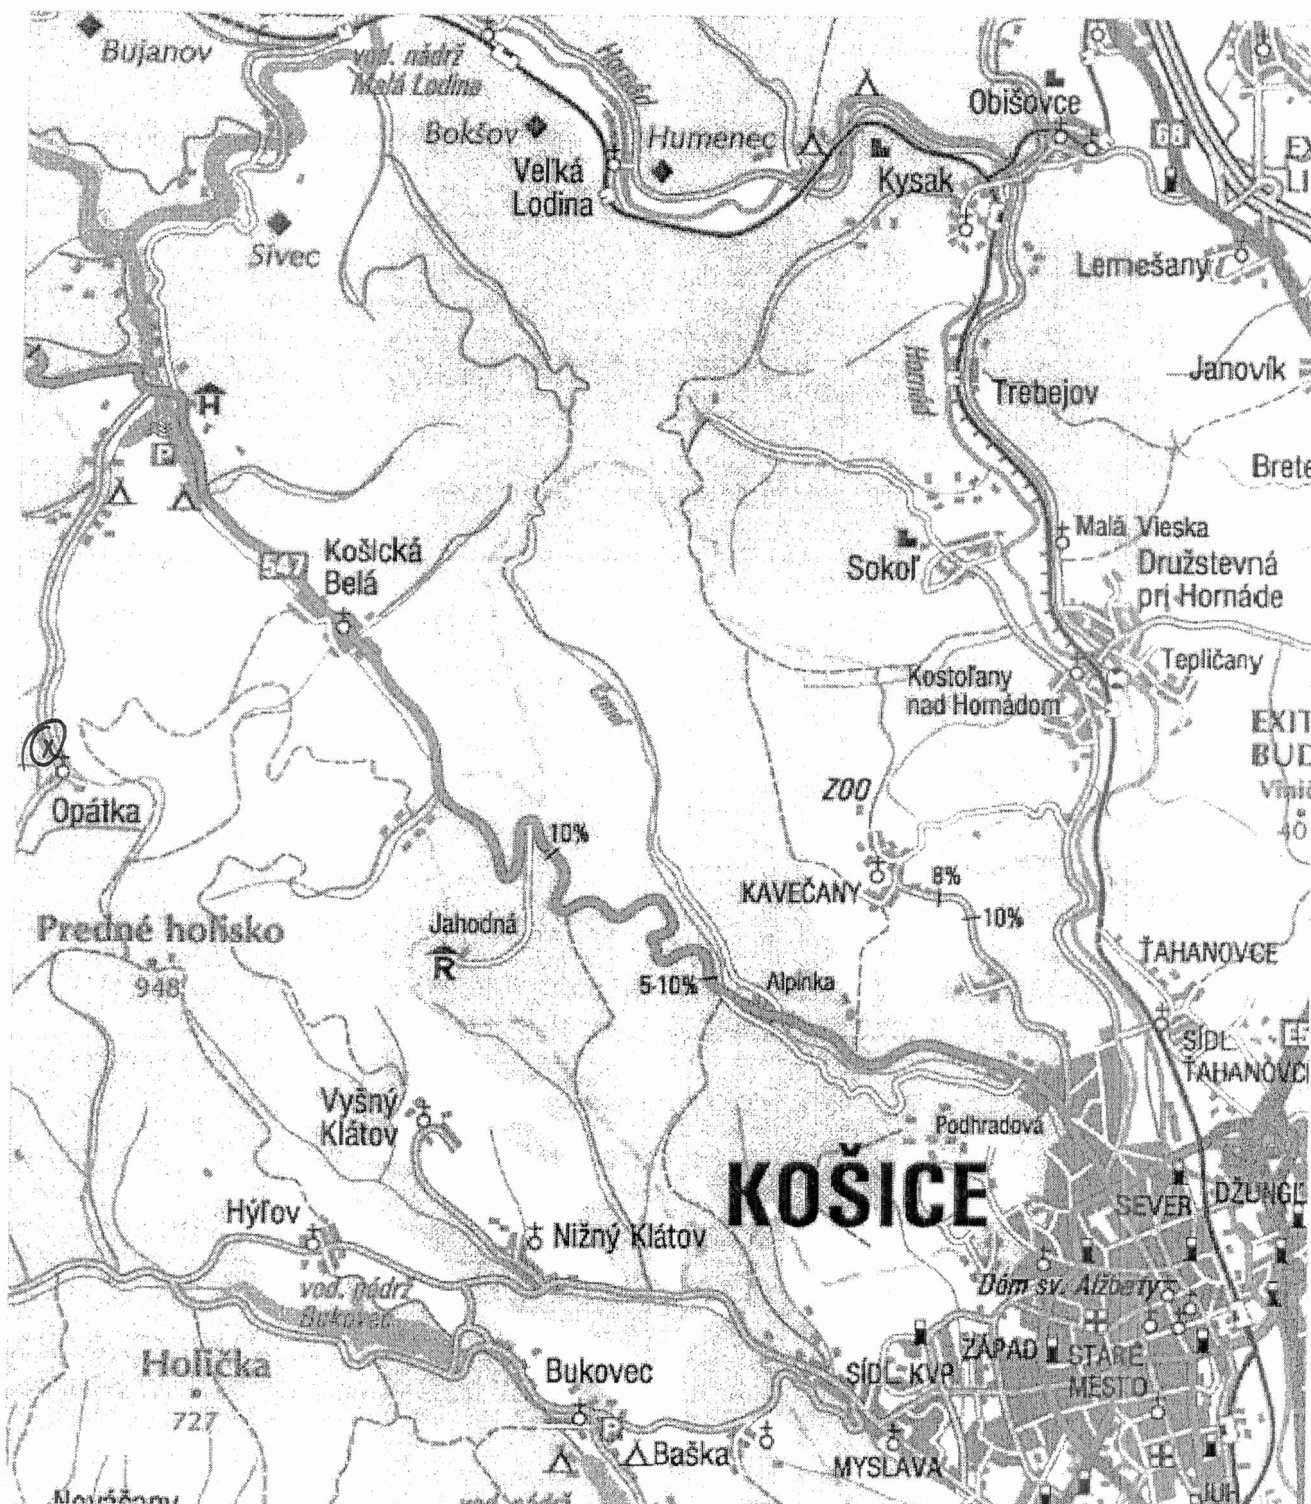 Bujanov
vod. nádrž
Malá Lodina
Hornád
Obišovce
Bokšov
Humenec
68
Veľká
Lodina
Kysak
Sivec
Lemešany
Hornád
Janovík
Trebejov
H
P
Malá Vieska
Košická
Belá
547
Sokoľ
Družstevná
pri Hornáde
Tepličany
Kostoľany
nad Hornádom
EXIT
X
ZOO
Opátka
10%
KAVEČANY
8%
10%
Predné holisko
948
Jahodná
R
ŤAHANOVCE
5-10%
Alpinka
SÍDL.
Vyšný
Klátov
Podhradová
KOŠICE
SEVER
Hýľov
Nižný Klátov
vod. nádrž
Bukovec
Dóm sv. Alžbety
Holička
727
Bukovec
SÍDL. KVP
ZÁPAD
STARÉ
MESTO
P
Baška
MYSLAVA